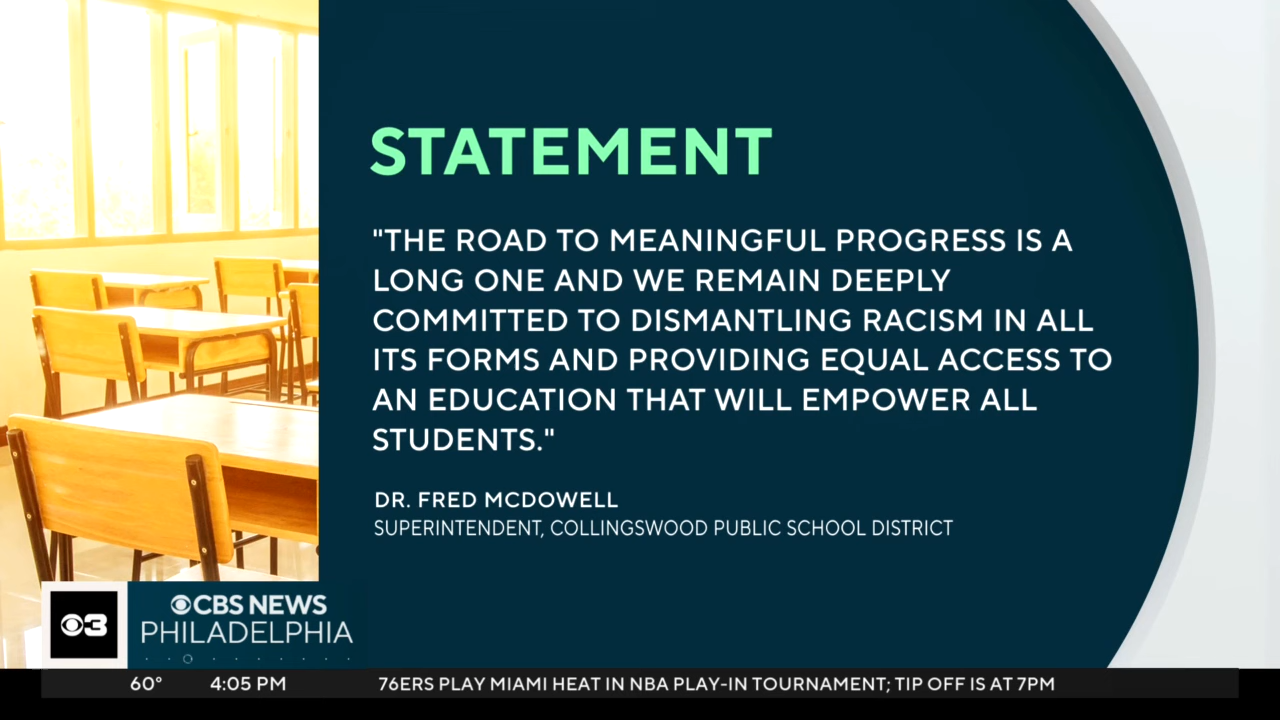 STATEMENT
"THE ROAD TO MEANINGFUL PROGRESS IS A
LONG ONE AND WE REMAIN DEEPLY
COMMITTED TO DISMANTLING RACISM IN ALL
ITS FORMS AND PROVIDING EQUAL ACCESS TO
AN EDUCATION THAT WILL EMPOWER ALL
STUDENTS."
DR. FRED MCDOWELL
SUPERINTENDENT, COLLINGSWOOD PUBLIC SCHOOL DISTRICT
3
CBS NEWS
PHILADELPHIA
60° 4:05 PM 76ERS PLAY MIAMI HEAT IN NBA PLAY-IN TOURNAMENT; TIP OFF IS AT 7PM